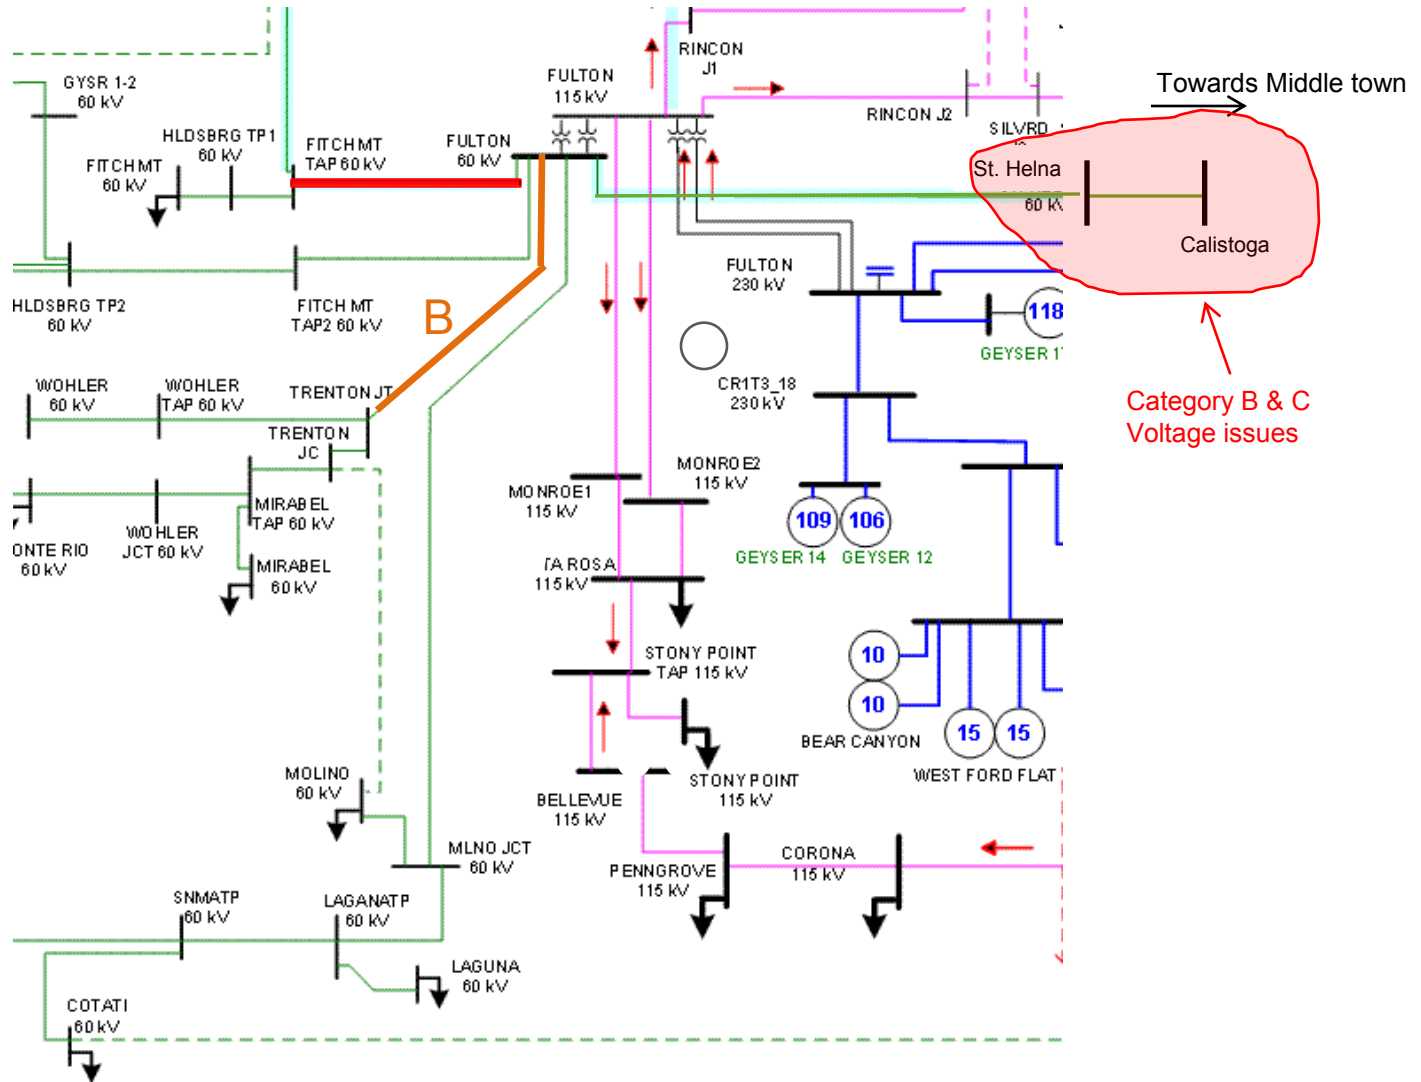 GYSR 1-2
60 kV
HLDSBRG TP1
60 kV
FITCH MT
60 kV
FITCH MT
TAP 60 kV
FULTON
60 kV
FULTON
115 kV
RINCON
J1
RINCON J2
Towards Middle town
SILVRD
St. Helna
60 kV
Calistoga
HLDSBRG TP2
60 kV
FITCH MT
TAP2 60 kV
B
FULTON
230 kV
118
GEYSER 1
Category B & C
Voltage issues
WOHLER
60 kV
WOHLER
TAP 60 kV
TRENTON JT
TRENTON
JC
CR1T3_18
230 kV
MONROE1
115 kV
MONROE2
115 kV
MIRABEL
TAP 60 kV
WOHLER
JCT 60 kV
ONTE RIO
60 kV
MIRABEL
60 kV
109
106
GEYSER 14
GEYSER 12
TA ROSA
115 kV
STONY POINT
TAP 115 kV
10
10
BEAR CANYON
15
15
WEST FORD FLAT
MOLINO
60 kV
BELLEVUE
115 kV
STONY POINT
115 kV
MLNO JCT
60 kV
PENNGROVE
115 kV
CORONA
115 kV
SNMATP
60 kV
LAGANATP
60 kV
LAGUNA
60 kV
COTATI
60 kV